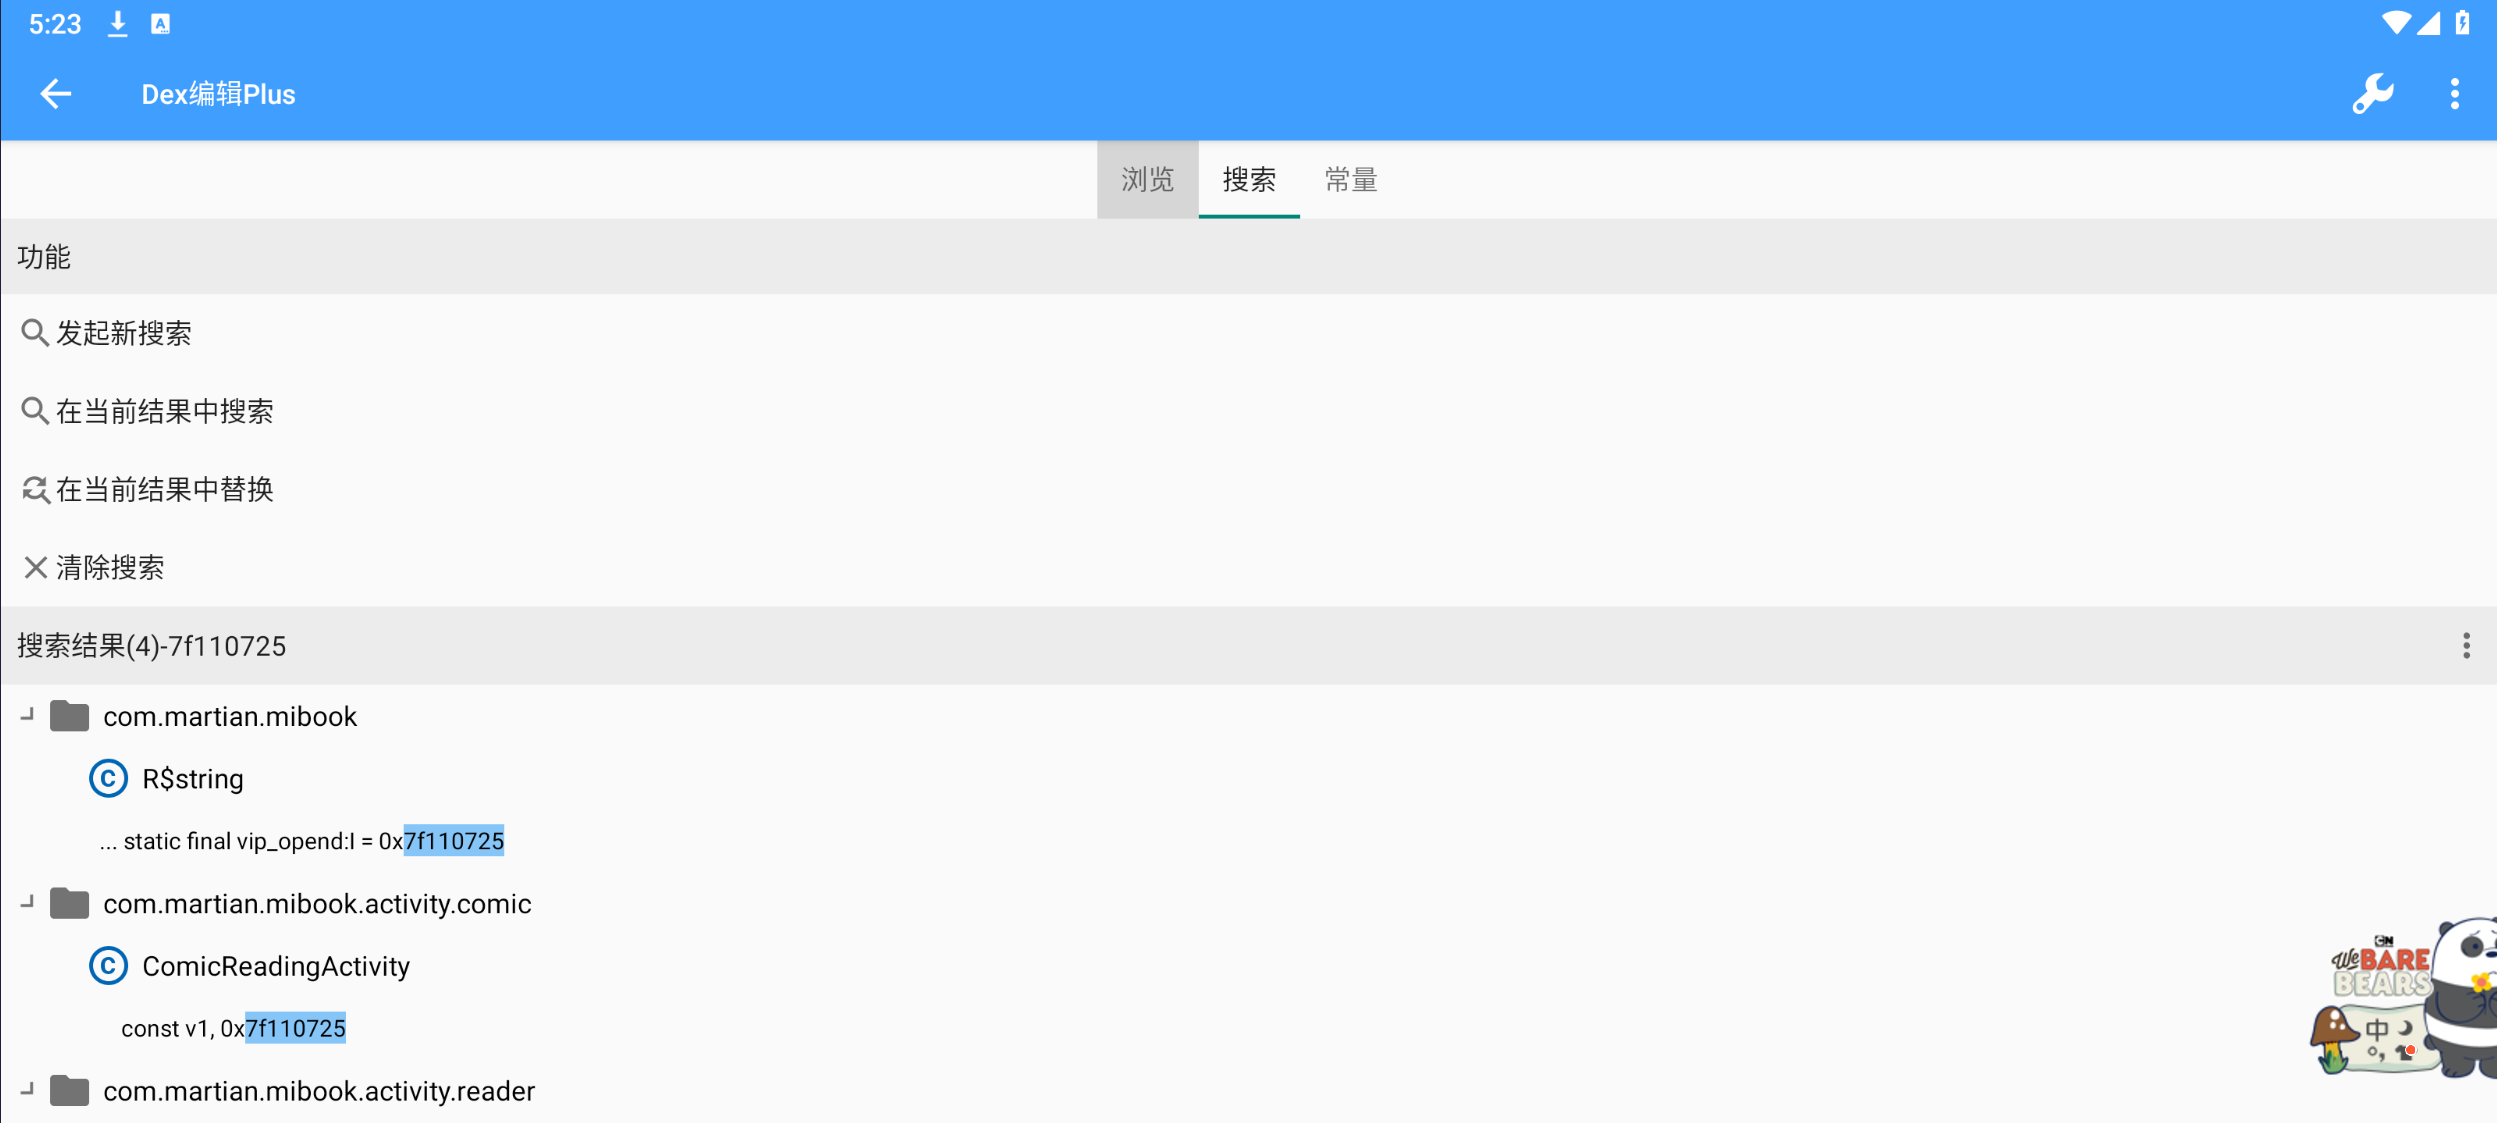 5:23
Dex编辑Plus
浏览
搜索
常量
功能
发起新搜索
在当前结果中搜索
在当前结果中替换
清除搜索
搜索结果(4)-7f110725
com.martian.mibook
R$string
... static final vip_opend:I = 0x7f110725
com.martian.mibook.activity.comic
ComicReadingActivity
const v1, 0x7f110725
com.martian.mibook.activity.reader
CN
We BARE
BEARS
中